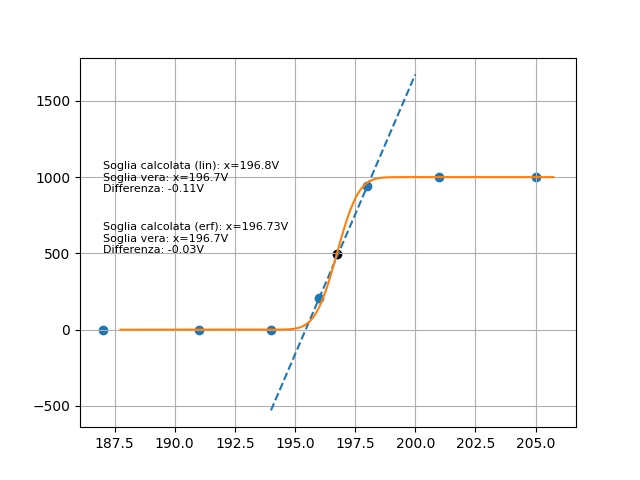 1500
1000
500
0
−500
Soglia calcolata (lin): x=196.8V
Soglia vera: x=196.7V
Differenza: -0.11V
Soglia calcolata (erf): x=196.73V
Soglia vera: x=196.7V
Differenza: -0.03V
187.5 190.0 192.5 195.0 197.5 200.0 202.5 205.0